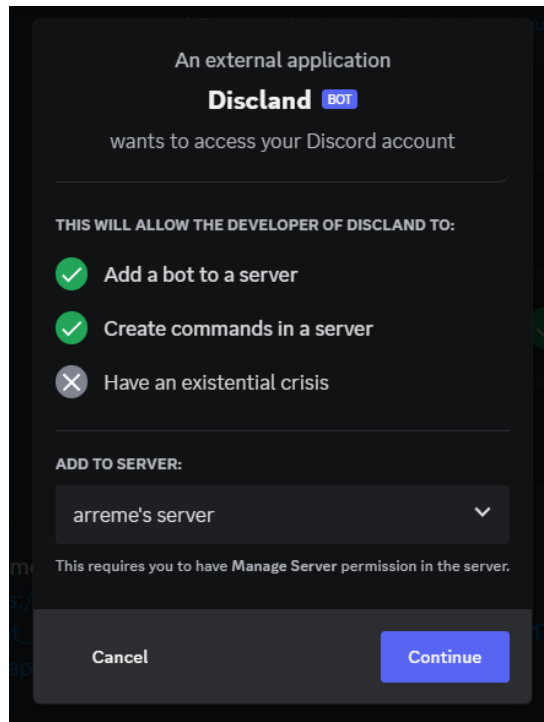 An external application
Discland BOT
wants to access your Discord account
THIS WILL ALLOW THE DEVELOPER OF DISCLAND TO:
Add a bot to a server
Create commands in a server
Have an existential crisis
ADD TO SERVER:
arreme's server
This requires you to have Manage Server permission in the server.
Cancel
Continue